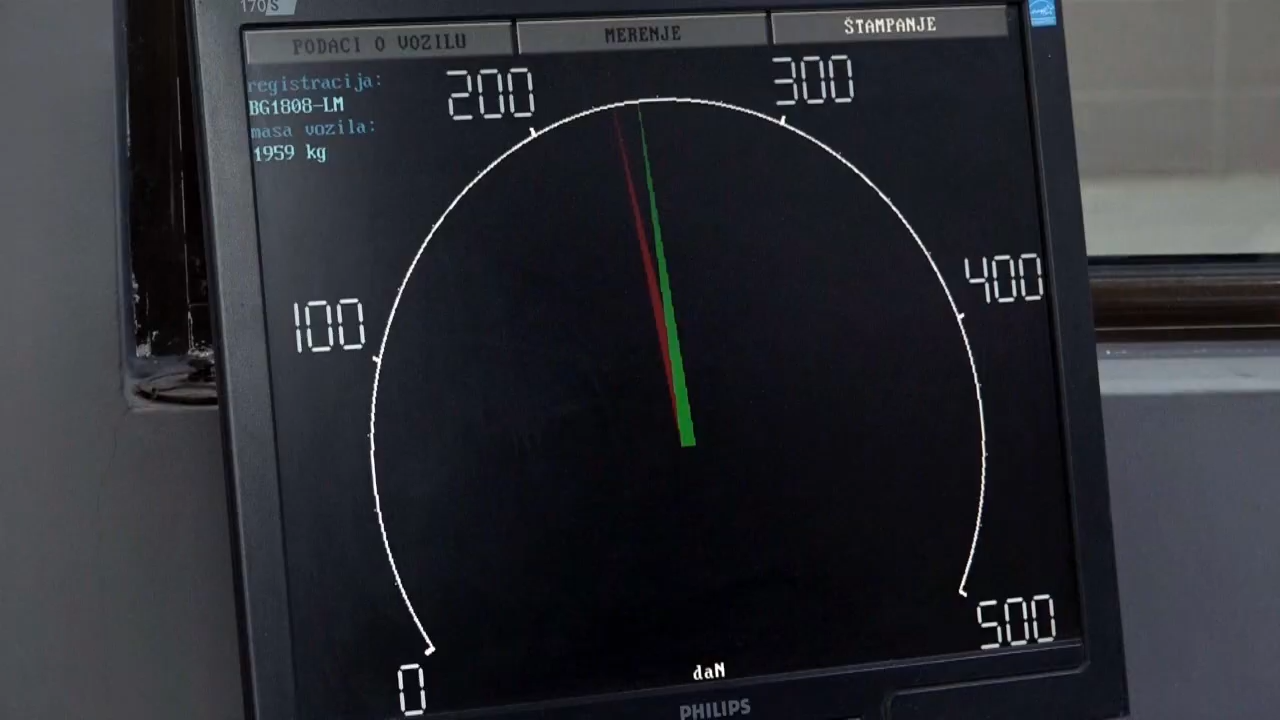 170S
PODACI O VOZILU
MERENJE
ŠTAMPANJE
registracija:
BG1808-LM
masa vozila:
1959 kg
200
300
100
400
0
500
daN
PHILIPS